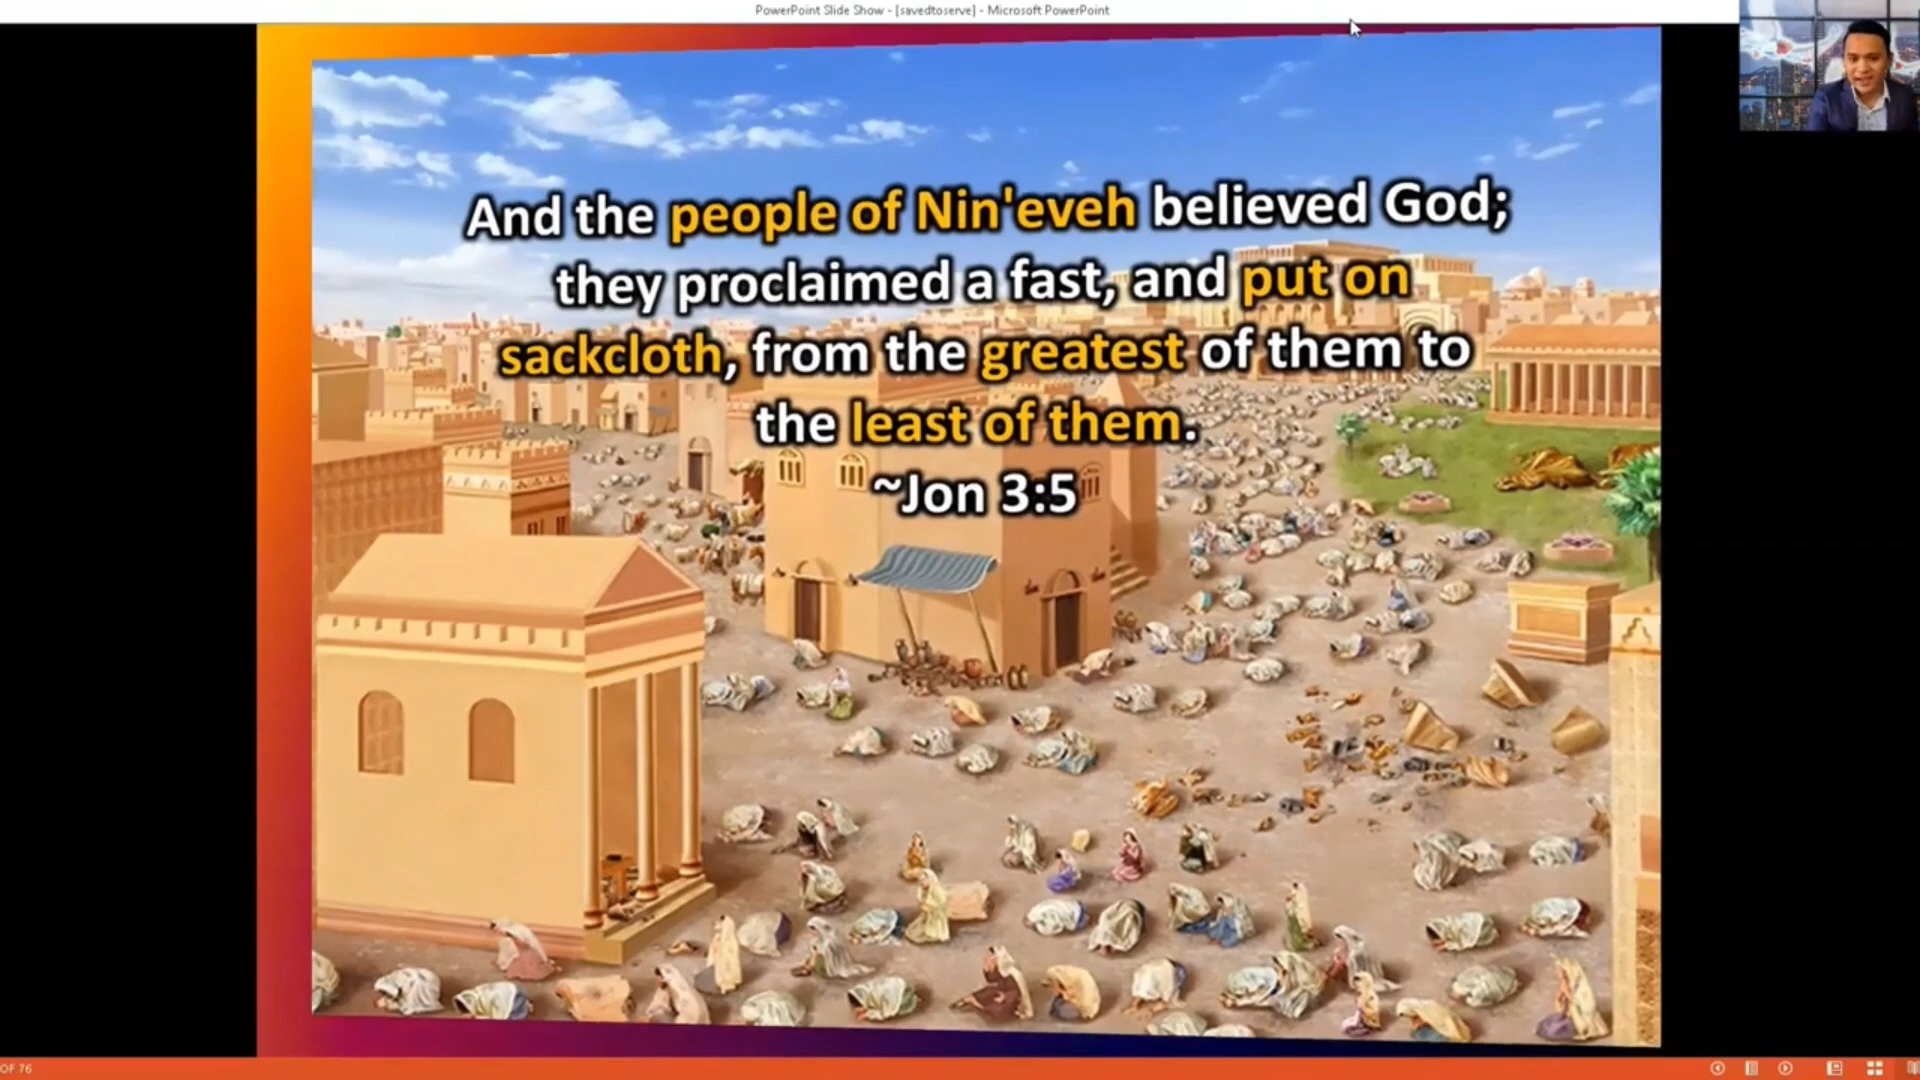 PowerPoint Slide Show - [savedtoserve] - Microsoft PowerPoint
And the people of Nin'eveh believed God;
they proclaimed a fast, and put on
sackcloth, from the greatest of them to
the least of them.
~Jon 3:5
OF 76